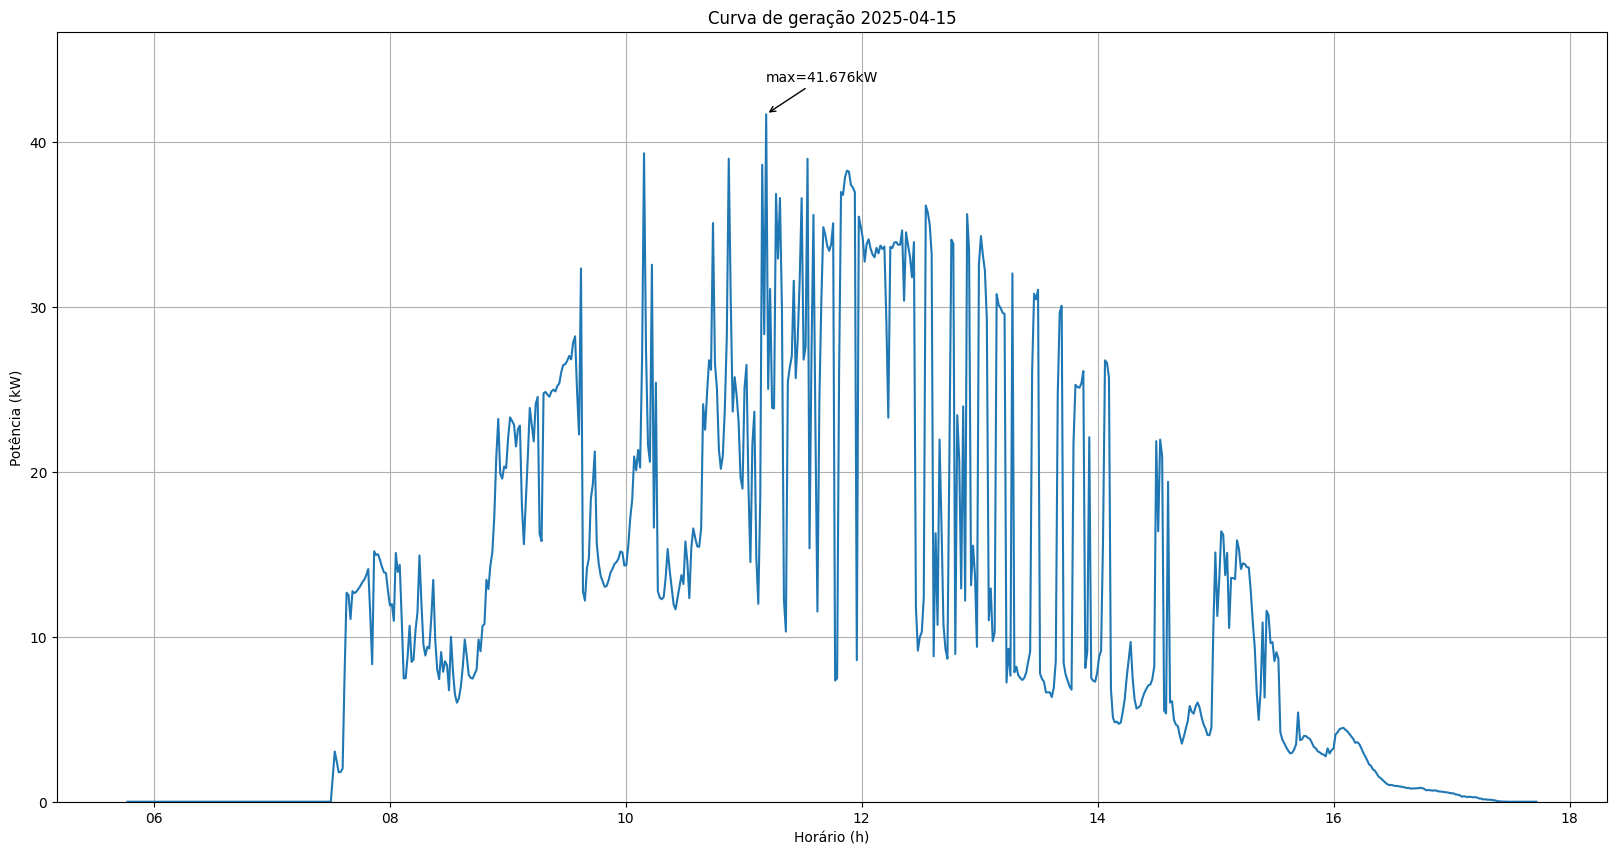 Curva de geração 2025-04-15
max=41.676kW
Potência (kW)
40
30
20
10
0
06 08 10 12 14 16 18
Horário (h)